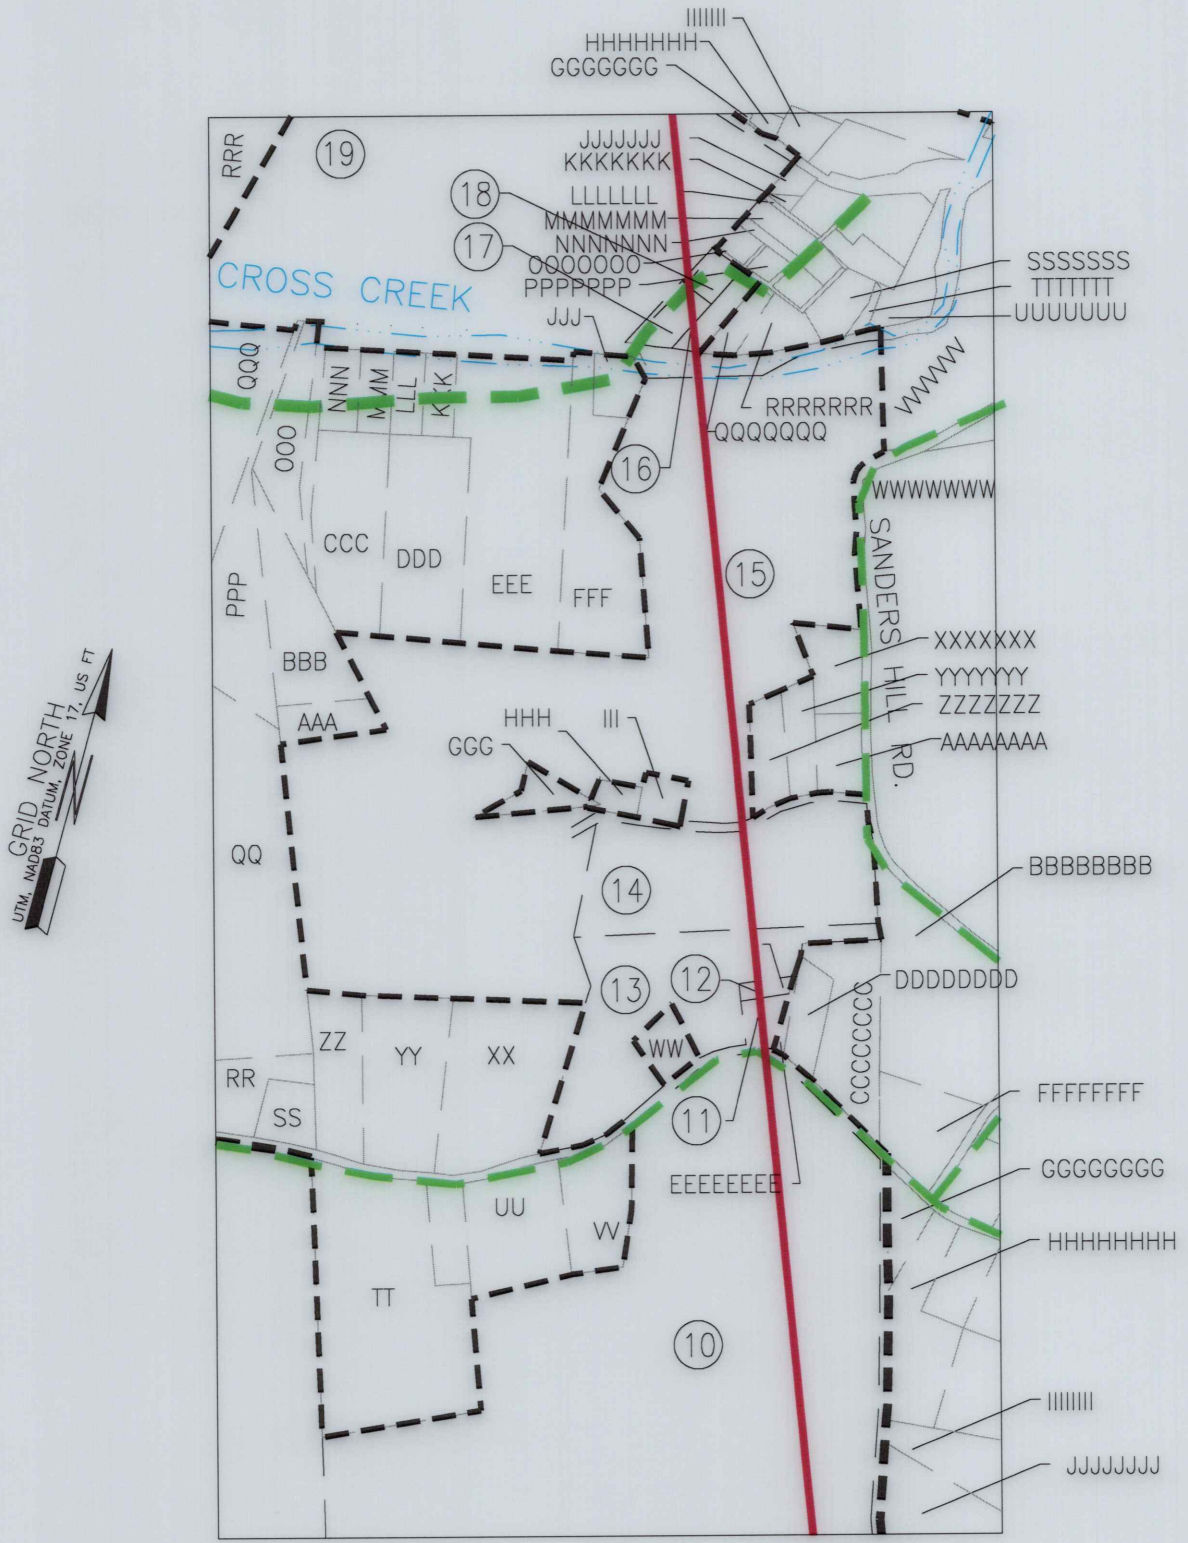 IIIIIII
HHHHHHH
GGGGGGG
RRR
19
JJJJJJJ
KKKKKKK
18
LLLLLLL
MMMMMMM
17
NNNNNNN
OOOOOOO
PPPPPPP
SSSSSSS
TTTTTTT
UUUUUUU
CROSS CREEK
JJJ
QQQ
NNN
MMM
LLL
KKK
VVVVVVV
RRRRRRR
QQQQQQQ
OOO
16
WWWWWWW
CCC
DDD
EEE
FFF
15
SANDERS HILL RD.
PPP
BBB
XXXXXXX
YYYYYYY
ZZZZZZZ
AAAAAAAA
AAA
HHH
III
GGG
GRID NORTH
UTM, NAD83 DATUM, ZONE 17, US FT
QQ
14
BBBBBBBB
13
12
DDDDDDDD
CCCCCCCC
ZZ
YY
XX
WW
RR
SS
11
FFFFFFFF
EEEEEEEE
GGGGGGGG
UU
VV
HHHHHHHH
TT
10
IIIIIIII
JJJJJJJJ